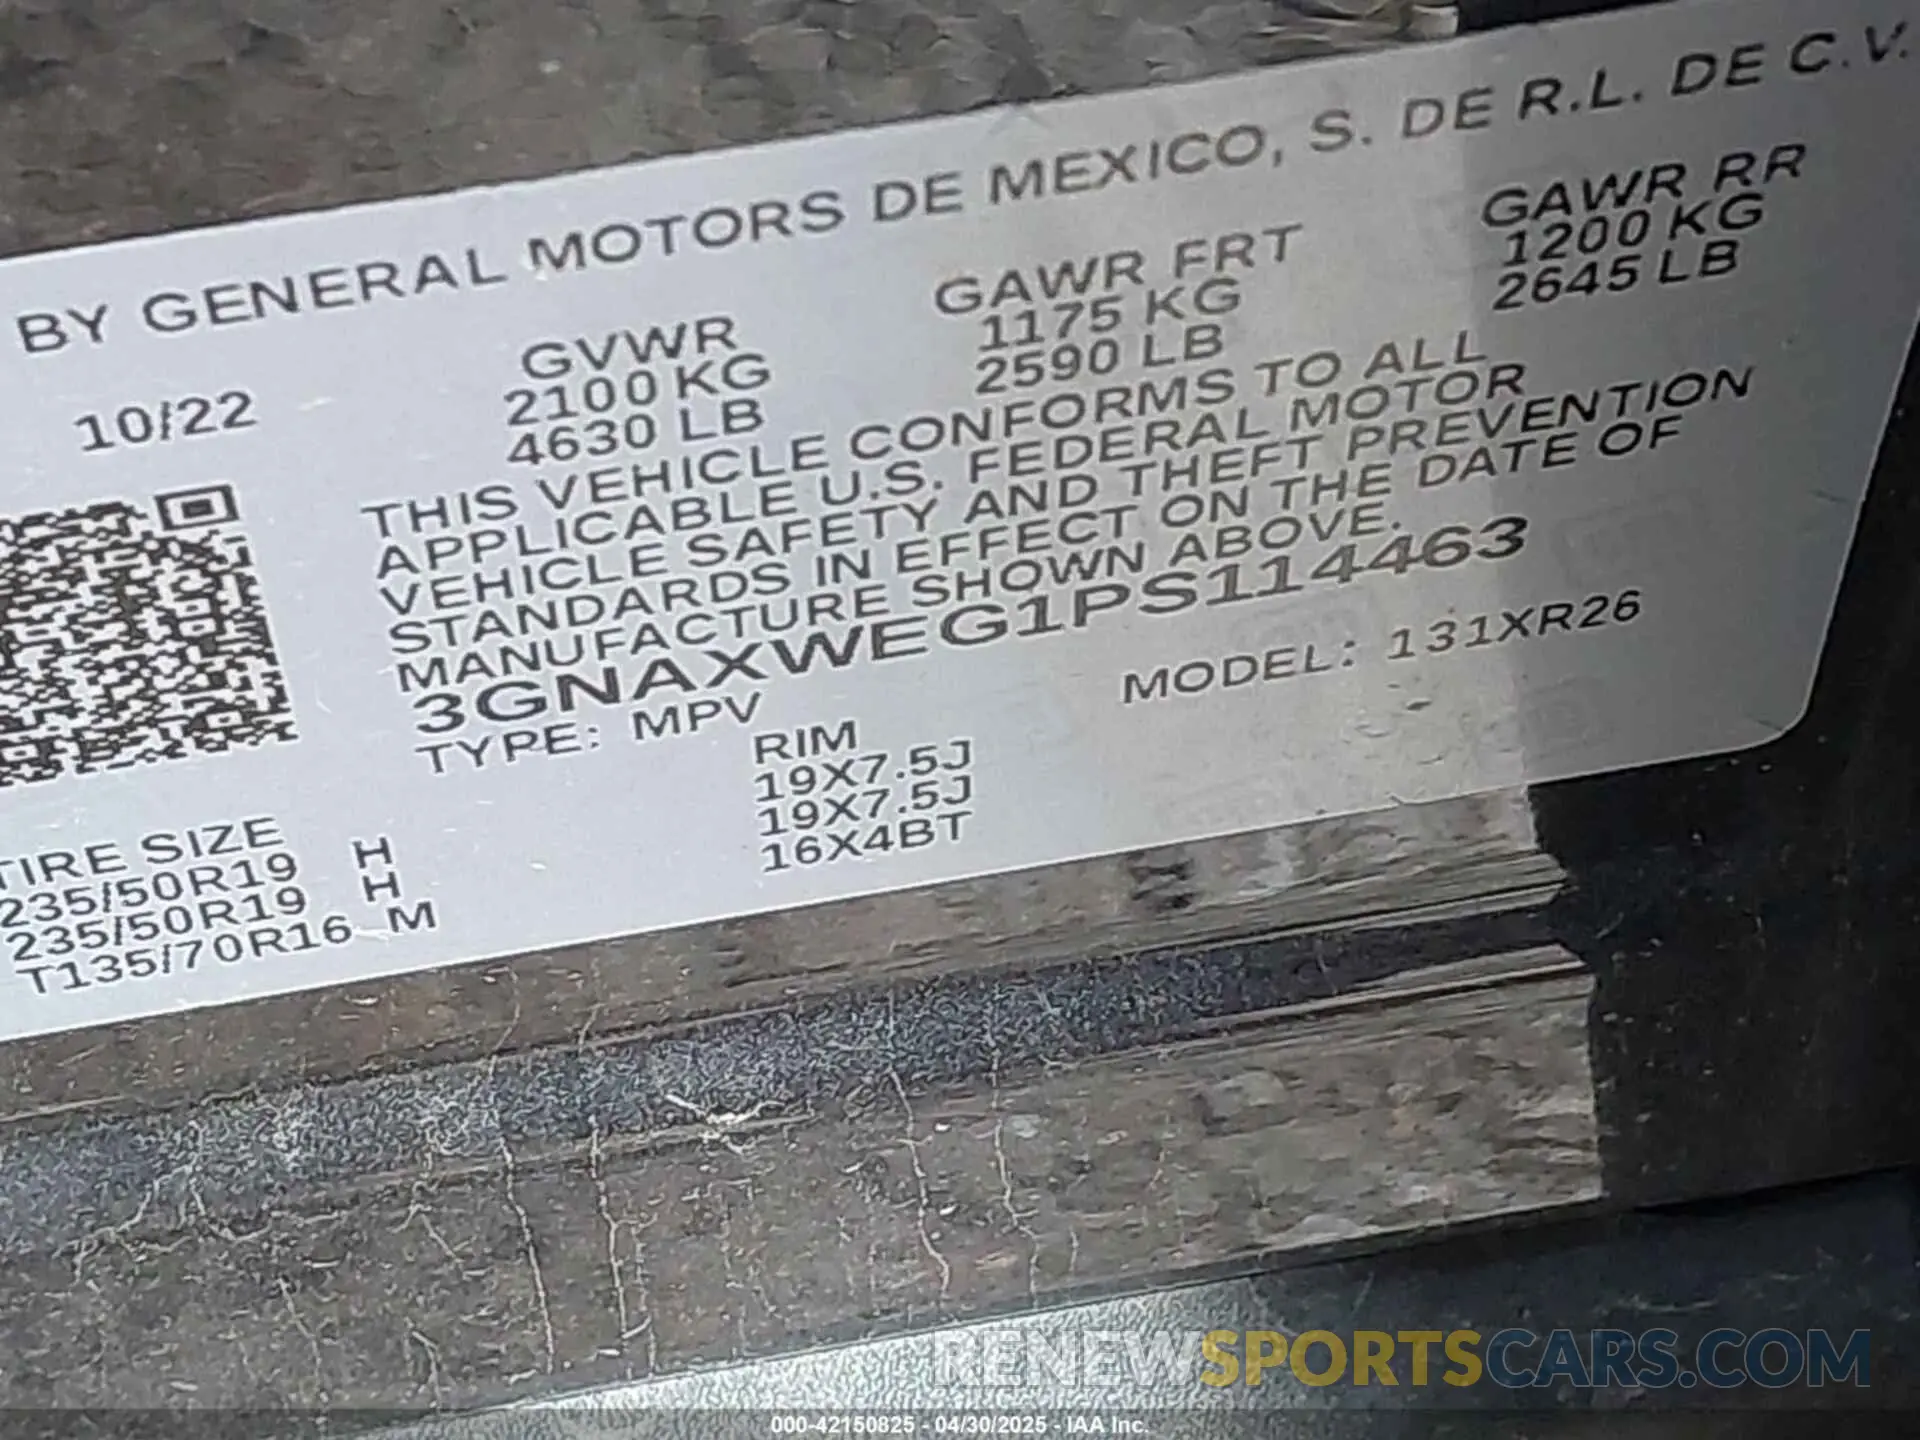 BY GENERAL MOTORS DE MEXICO, S. DE R.L. DE C.V.
10/22 GVWR GAWR FRT GAWR RR
2100 KG 1175 KG 1200 KG
4630 LB 2590 LB 2645 LB
THIS VEHICLE CONFORMS TO ALL
APPLICABLE U.S. FEDERAL MOTOR
VEHICLE SAFETY AND THEFT PREVENTION
STANDARDS IN EFFECT ON THE DATE OF
MANUFACTURE SHOWN ABOVE.
3GNAXWEG1PS114463
TYPE: MPV MODEL: 131XR26
TIRE SIZE RIM
235/50R19 H 19X7.5J
235/50R19 H 19X7.5J
T135/70R16 M 16X4BT
RENEWSPORTSCARS.COM
000-42150825 - 04/30/2025 - IAA Inc.